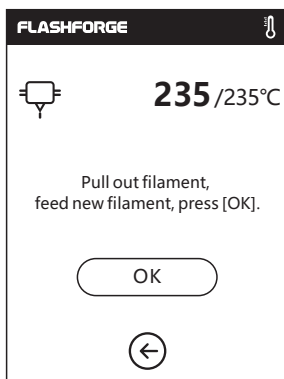 FLASHFORGE
235/235℃
Pull out filament,
feed new filament, press [OK].
OK